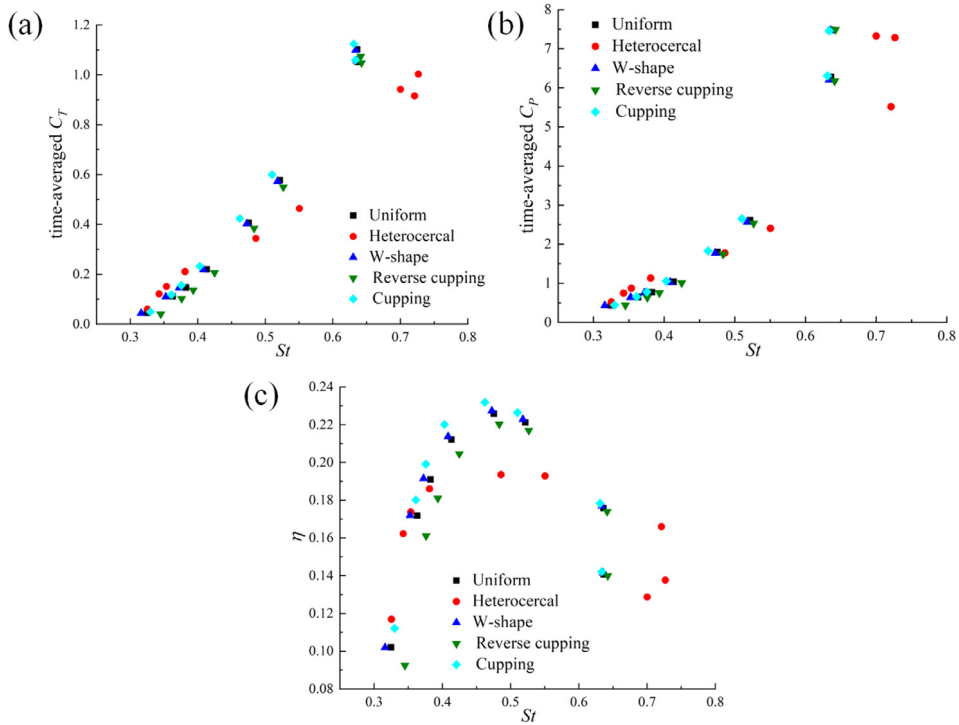 (a)
time-averaged C_T
1.2
1.0
0.8
0.6
0.4
0.2
0.0
0.3 0.4 0.5 0.6 0.7 0.8
St
Uniform
Heterocercal
W-shape
Reverse cupping
Cupping
(b)
time-averaged C_P
8
7
6
5
4
3
2
1
0
0.3 0.4 0.5 0.6 0.7 0.8
St
Uniform
Heterocercal
W-shape
Reverse cupping
Cupping
(c)
η
0.24
0.22
0.20
0.18
0.16
0.14
0.12
0.10
0.08
0.3 0.4 0.5 0.6 0.7 0.8
St
Uniform
Heterocercal
W-shape
Reverse cupping
Cupping